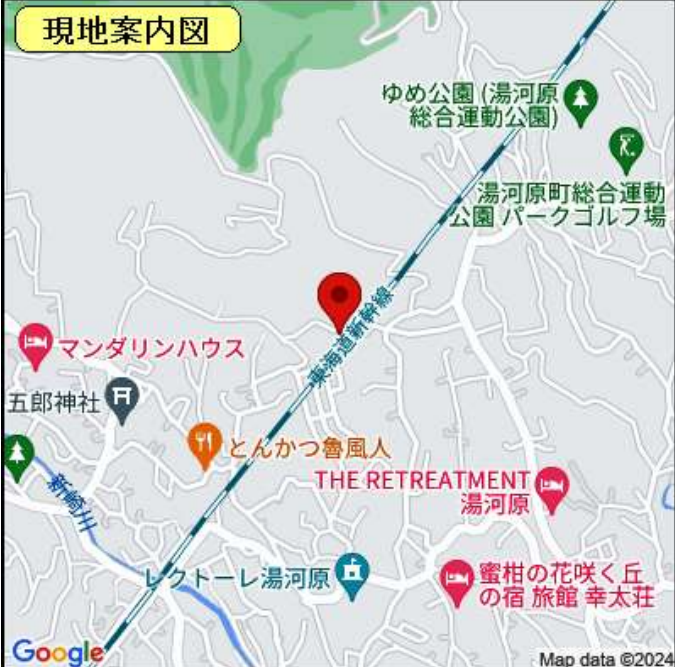 現地案内図
ゆめ公園 (湯河原
総合運動公園)
湯河原町総合運動
公園 パークゴルフ場
東海道新幹線
マンダリンハウス
五郎神社
とんかつ魯風人
THE RETREATMENT
湯河原
新崎川
レクトーレ湯河原
蜜柑の花咲く丘
の宿 旅館 幸太荘
Google
Map data ©2024